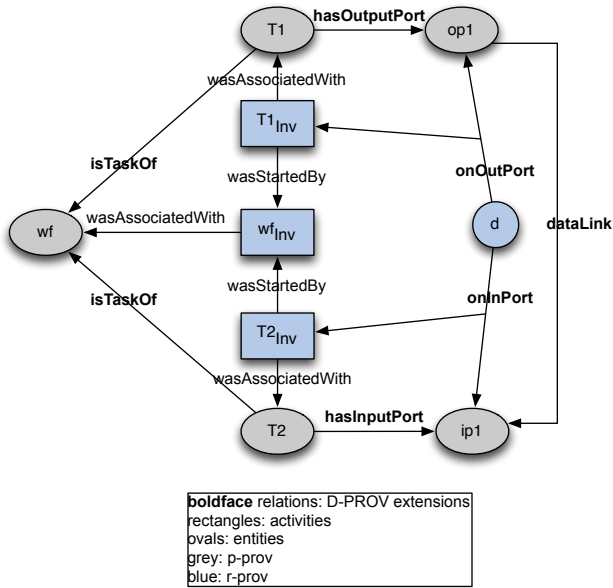 T1
hasOutputPort
op1
wasAssociatedWith
T1Inv
isTaskOf
wasStartedBy
onOutPort
wf
wasAssociatedWith
wfInv
d
dataLink
isTaskOf
wasStartedBy
onInPort
T2Inv
wasAssociatedWith
T2
hasInputPort
ip1
boldface relations: D-PROV extensions
rectangles: activities
ovals: entities
grey: p-prov
blue: r-prov